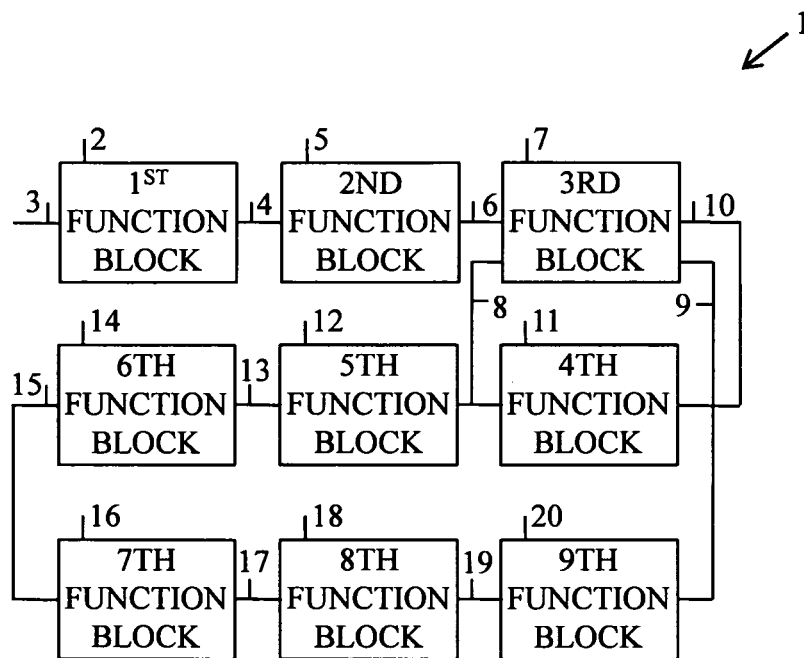 1
2 5 7
1ST 2ND 3RD
3 FUNCTION 4 FUNCTION 6 FUNCTION 10
BLOCK BLOCK BLOCK
8 9
14 12 11
6TH 5TH 4TH
15 FUNCTION 13 FUNCTION FUNCTION
BLOCK BLOCK BLOCK
16 18 20
7TH 8TH 9TH
FUNCTION 17 FUNCTION 19 FUNCTION
BLOCK BLOCK BLOCK